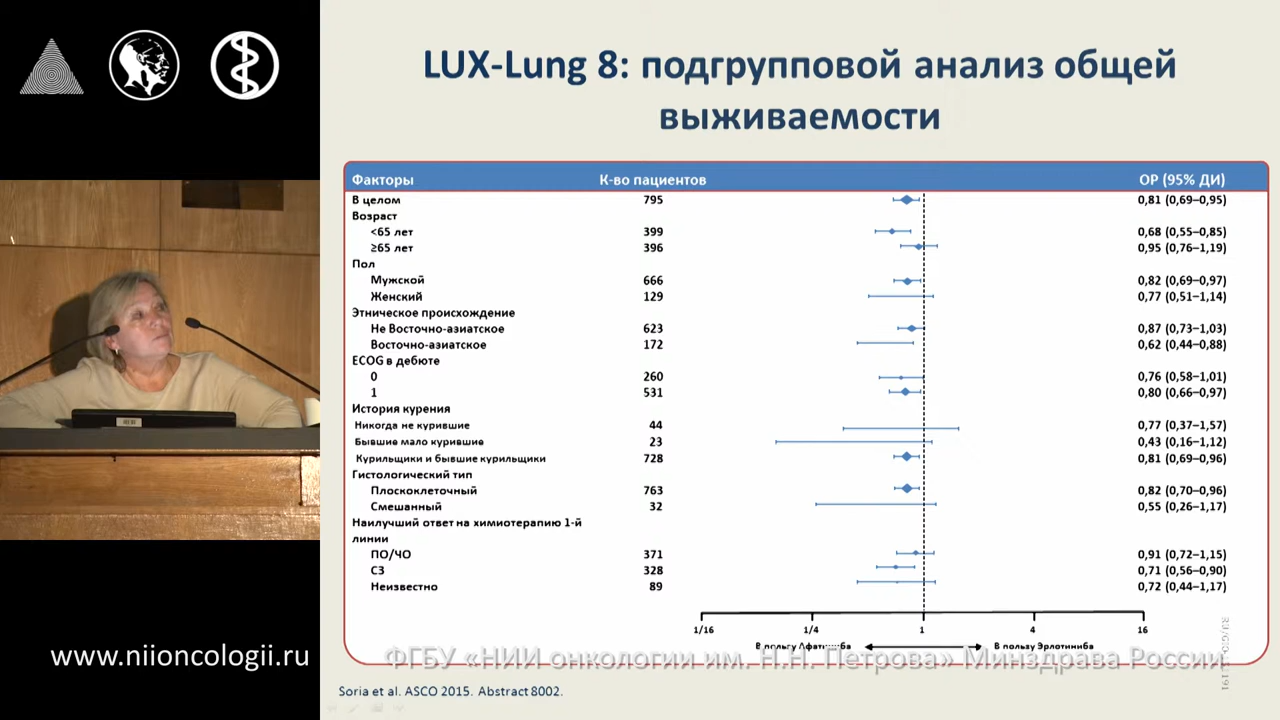 LUX-Lung 8: подгрупповой анализ общей
выживаемости
Факторы К-во пациентов ОР (95% ДИ)
В целом 795 0,81 (0,69–0,95)
Возраст
<65 лет 399 0,68 (0,55–0,85)
≥65 лет 396 0,95 (0,76–1,19)
Пол
Мужской 666 0,82 (0,69–0,97)
Женский 129 0,77 (0,51–1,14)
Этническое происхождение
Не Восточно-азиатское 623 0,87 (0,73–1,03)
Восточно-азиатское 172 0,62 (0,44–0,88)
ECOG в дебюте
0 260 0,76 (0,58–1,01)
1 531 0,80 (0,66–0,97)
История курения
Никогда не курившие 44 0,77 (0,37–1,57)
Бывшие мало курившие 23 0,43 (0,16–1,12)
Курильщики и бывшие курильщики 728 0,81 (0,69–0,96)
Гистологический тип
Плоскоклеточный 763 0,82 (0,70–0,96)
Смешанный 32 0,55 (0,26–1,17)
Наилучший ответ на химиотерапию 1-й
линии
ПО/ЧО 371 0,91 (0,72–1,15)
СЗ 328 0,71 (0,56–0,90)
Неизвестно 89 0,72 (0,44–1,17)
1/16 1/4 1 4 16
В пользу Афатиниба В пользу Эрлотиниба
www.niioncologii.ru
ФГБУ «НИИ онкологии им. Н.Н. Петрова» Минздрава России
Soria et al. ASCO 2015. Abstract 8002.